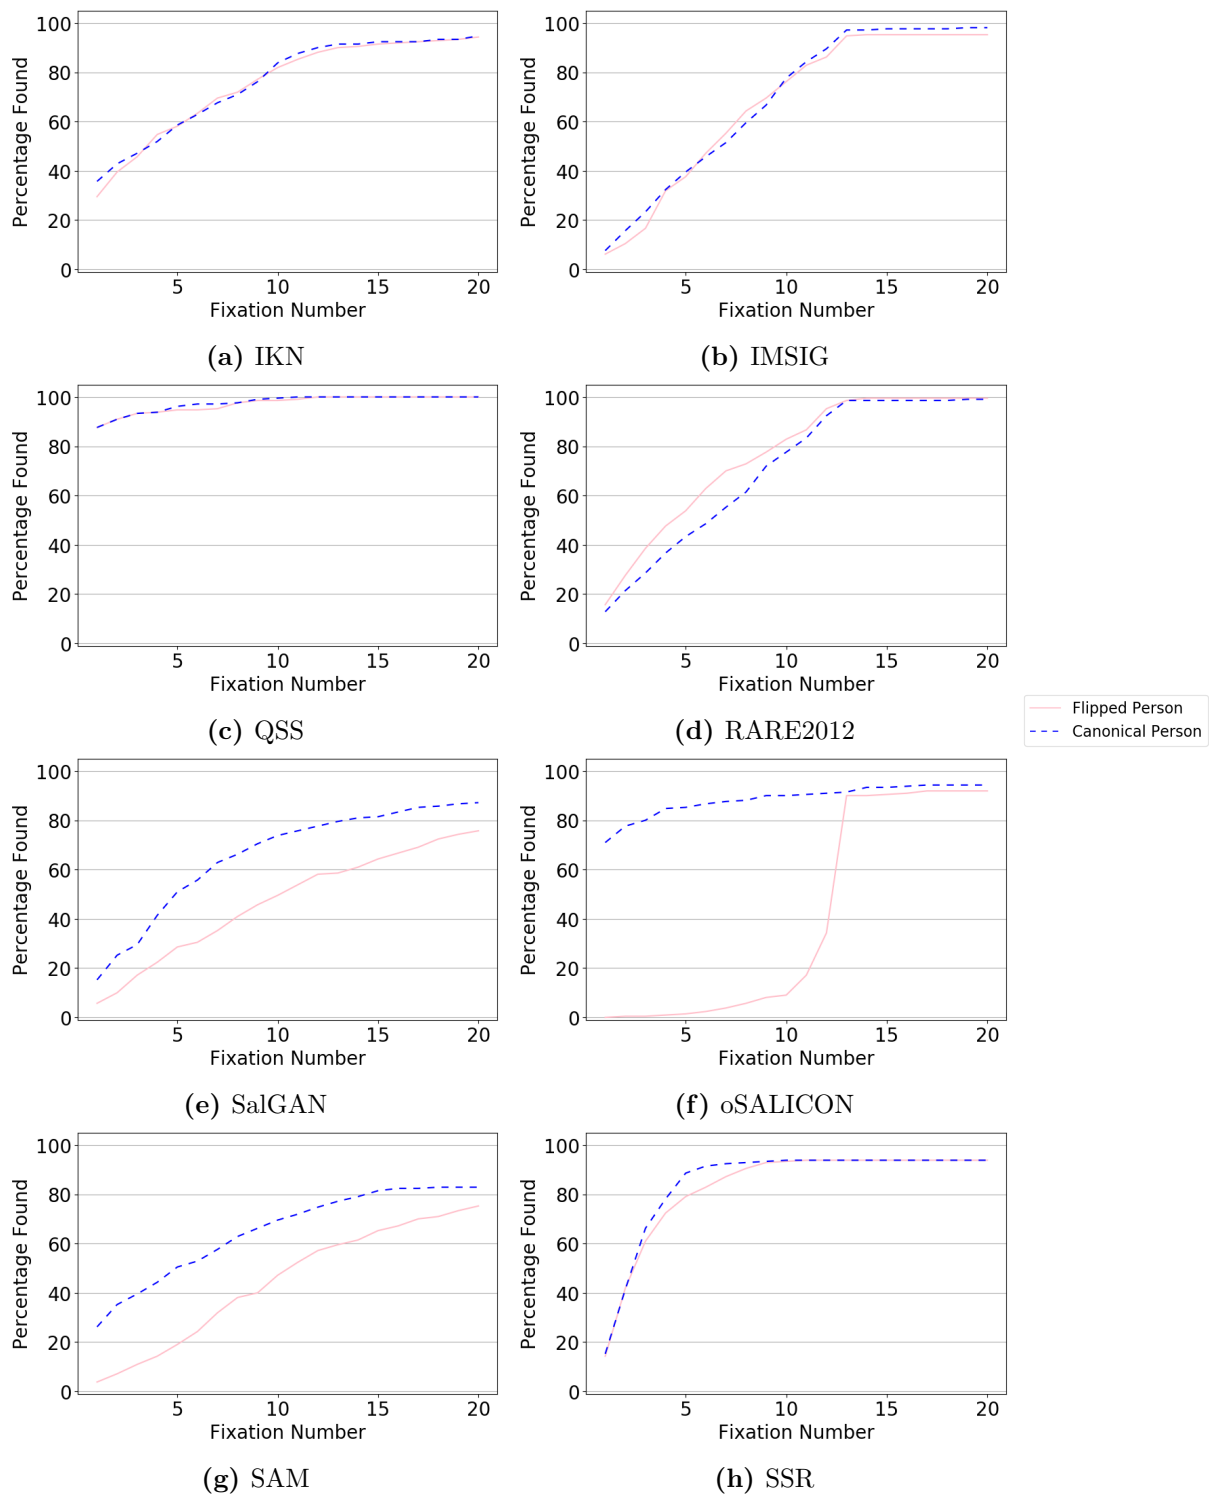 100
80
60
40
20
0
Percentage Found
5 10 15 20
Fixation Number
(a) IKN
100
80
60
40
20
0
Percentage Found
5 10 15 20
Fixation Number
(b) IMSIG
100
80
60
40
20
0
Percentage Found
5 10 15 20
Fixation Number
(c) QSS
100
80
60
40
20
0
Percentage Found
5 10 15 20
Fixation Number
(d) RARE2012
Flipped Person
Canonical Person
100
80
60
40
20
0
Percentage Found
5 10 15 20
Fixation Number
(e) SalGAN
100
80
60
40
20
0
Percentage Found
5 10 15 20
Fixation Number
(f) oSALICON
100
80
60
40
20
0
Percentage Found
5 10 15 20
Fixation Number
(g) SAM
100
80
60
40
20
0
Percentage Found
5 10 15 20
Fixation Number
(h) SSR